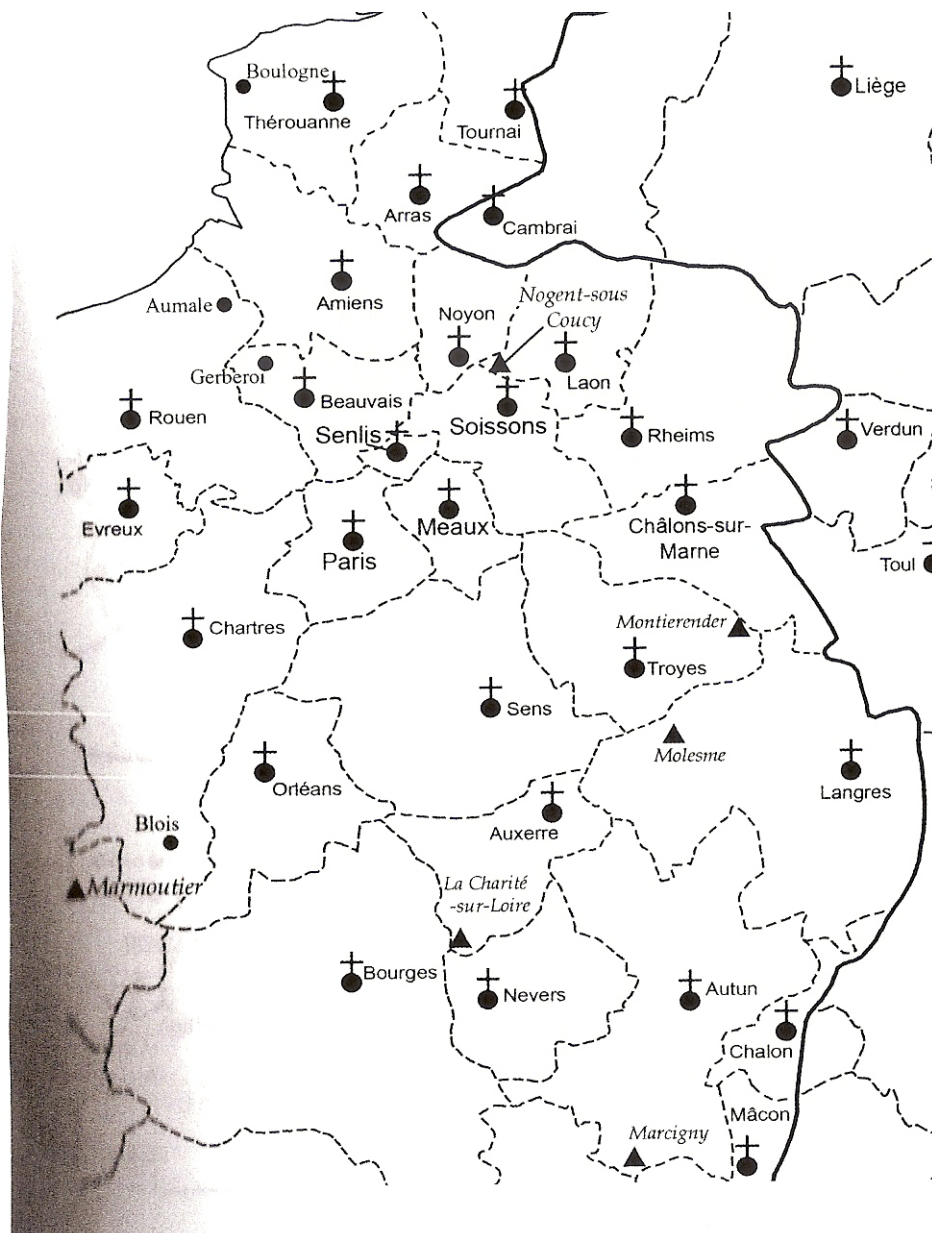 Boulogne
Liège
Thérouanne
Tournai
Arras
Cambrai
Amiens
Aumale
Nogent-sous
Coucy
Noyon
Gerberoi
Beauvais
Laon
Rouen
Senlis
Soissons
Rheims
Verdun
Evreux
Paris
Meaux
Châlons-sur-
Marne
Toul
Chartres
Montierender
Troyes
Sens
Molesme
Orléans
Langres
Blois
Auxerre
Marmoutier
La Charité
-sur-Loire
Bourges
Nevers
Autun
Chalon
Mâcon
Marcigny